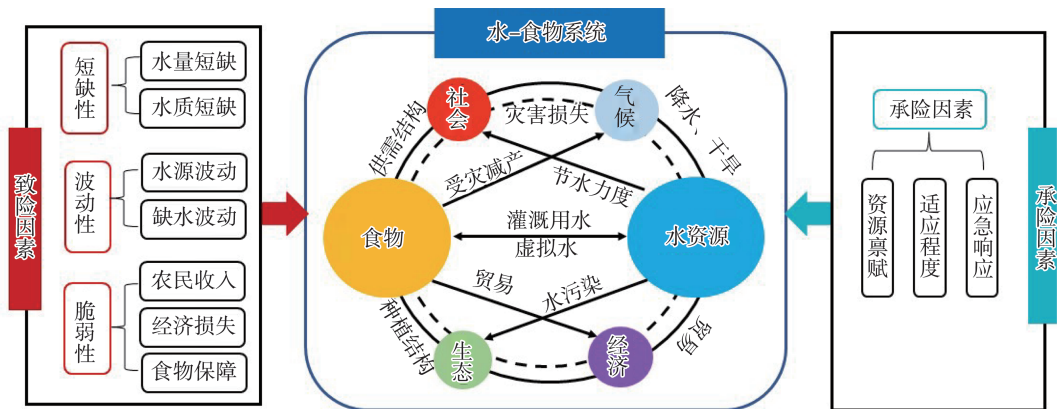 水-食物系统
致险因素
短缺性
水量短缺
水质短缺
波动性
水源波动
缺水波动
脆弱性
农民收入
经济损失
食物保障
社会
气候
灾害损失
供需结构
降水、干旱
受灾减产
节水力度
食物
灌溉用水
虚拟水
水资源
贸易
水污染
种植结构
贸易
生态
经济
承险因素
资源禀赋
适应程度
应急响应
承险因素